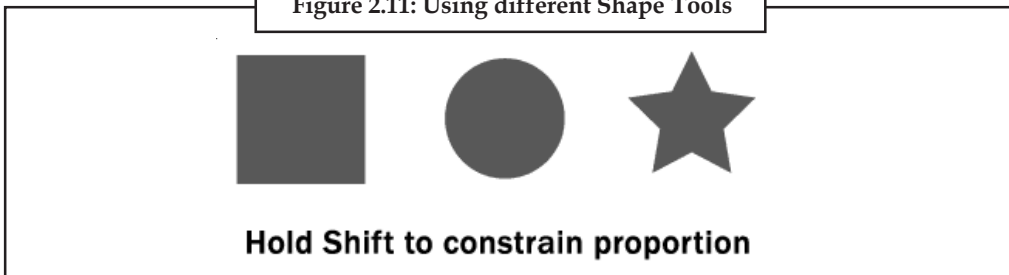 Figure 2.11: Using different Shape Tools
Hold Shift to constrain proportion